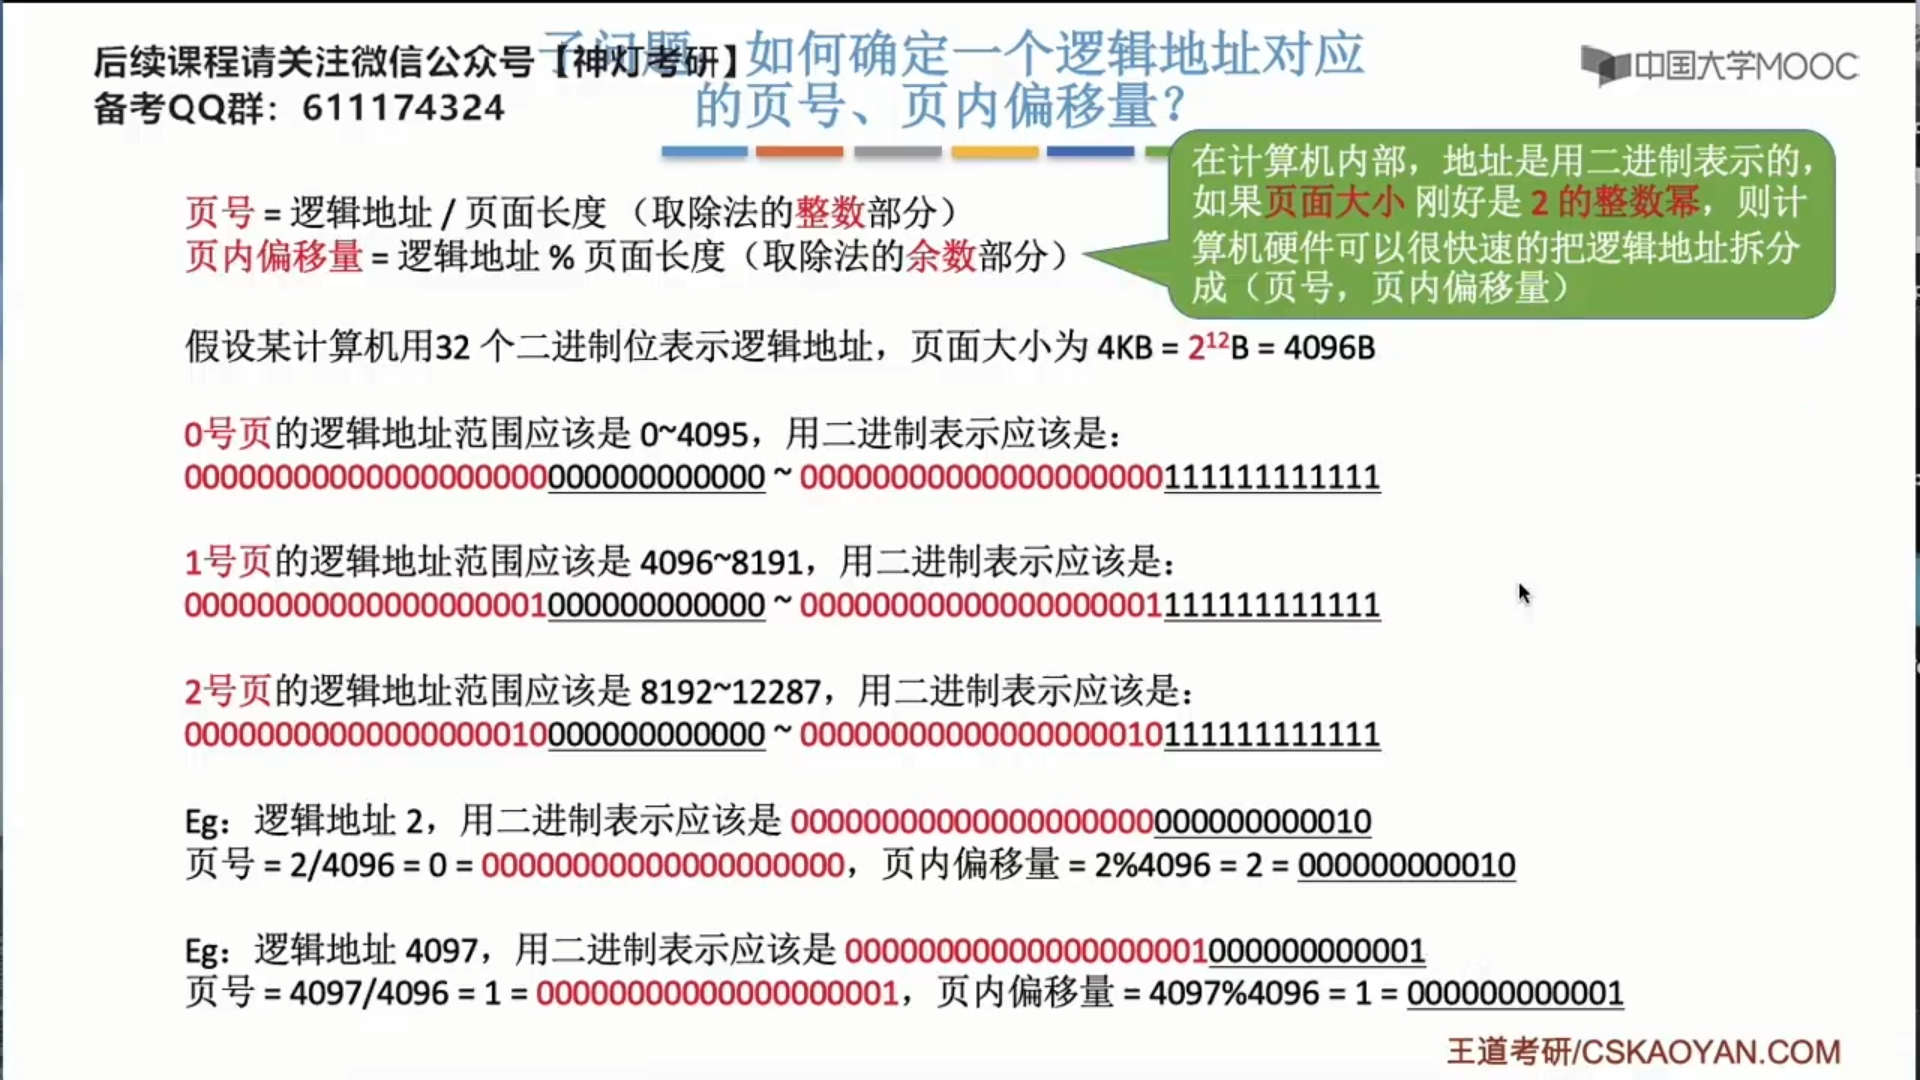 后续课程请关注微信公众号【神灯考研】
备考QQ群：611174324
子问题：如何确定一个逻辑地址对应
的页号、页内偏移量？
中国大学MOOC
在计算机内部，地址是用二进制表示的，
如果页面大小 刚好是 2 的整数幂，则计
算机硬件可以很快速的把逻辑地址拆分
成（页号，页内偏移量）
页号 = 逻辑地址 / 页面长度 （取除法的整数部分）
页内偏移量 = 逻辑地址 % 页面长度（取除法的余数部分）
假设某计算机用32 个二进制位表示逻辑地址，页面大小为 4KB = 2¹²B = 4096B
0号页的逻辑地址范围应该是 0~4095，用二进制表示应该是：
00000000000000000000000000000000 ~ 00000000000000000000111111111111
1号页的逻辑地址范围应该是 4096~8191，用二进制表示应该是：
00000000000000000001000000000000 ~ 00000000000000000001111111111111
2号页的逻辑地址范围应该是 8192~12287，用二进制表示应该是：
00000000000000000010000000000000 ~ 00000000000000000010111111111111
Eg：逻辑地址 2，用二进制表示应该是 00000000000000000000000000000010
页号 = 2/4096 = 0 = 00000000000000000000，页内偏移量 = 2%4096 = 2 = 000000000010
Eg：逻辑地址 4097，用二进制表示应该是 00000000000000000001000000000001
页号 = 4097/4096 = 1 = 00000000000000000001，页内偏移量 = 4097%4096 = 1 = 000000000001
王道考研/CSKAOYAN.COM